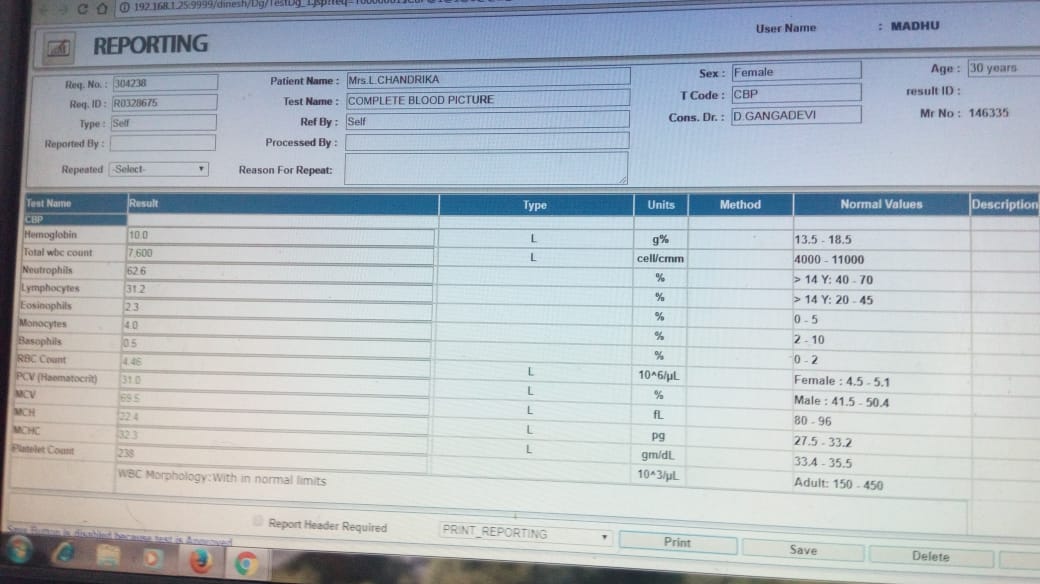 192.168.1.25:9999/dinesh/Dg/
REPORTING
User Name : MADHU
Req. No. : 304238
Patient Name : Mrs.L.CHANDRIKA
Sex : Female
Age : 30 years
Req. ID : R0328675
Test Name : COMPLETE BLOOD PICTURE
T Code : CBP
result ID :
Type : Self
Ref By : Self
Cons. Dr. : D.GANGADEVI
Mr No : 146335
Reported By :
Processed By :
Repeated -Select-
Reason For Repeat:
Test Name Result Type Units Method Normal Values Description
CBP
Hemoglobin 10.0 L g% 13.5 - 18.5
Total wbc count 7,600 L cell/cmm 4000 - 11000
Neutrophils 62.6 % > 14 Y: 40 - 70
Lymphocytes 31.2 % > 14 Y: 20 - 45
Eosinophils 2.3 % 0 - 5
Monocytes 4.0 % 2 - 10
Basophils 0.5 % 0 - 2
RBC Count 4.46 L 10^6/µL Female : 4.5 - 5.1
PCV (Haematocrit) 31.0 L % Male : 41.5 - 50.4
MCV 69.5 L fL 80 - 96
MCH 22.4 L pg 27.5 - 33.2
MCHC 32.3 L gm/dL 33.4 - 35.5
Platelet Count 238 10^3/µL Adult: 150 - 450
WBC Morphology:With in normal limits
Report Header Required PRINT_REPORTING Print Save Delete
Save Button is disabled because test is Approved